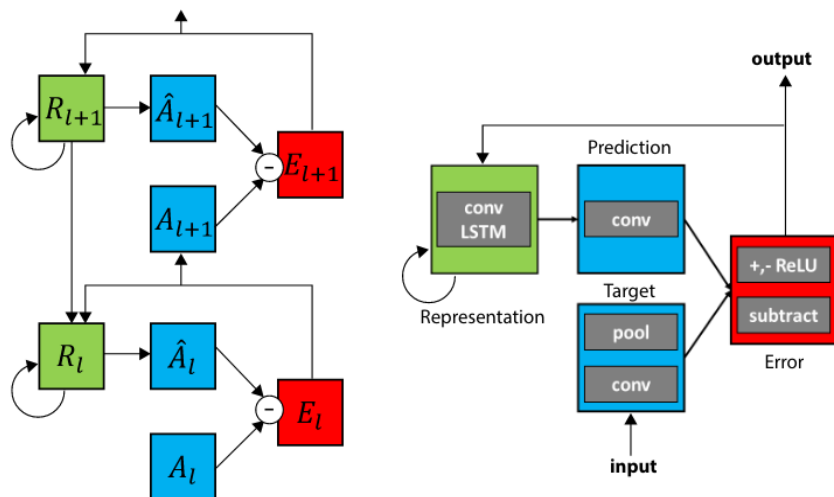 R_{l+1}
Â_{l+1}
-
E_{l+1}
A_{l+1}
R_l
Â_l
-
E_l
A_l
output
Prediction
conv
LSTM
conv
+,- ReLU
subtract
Representation
Target
pool
conv
Error
input